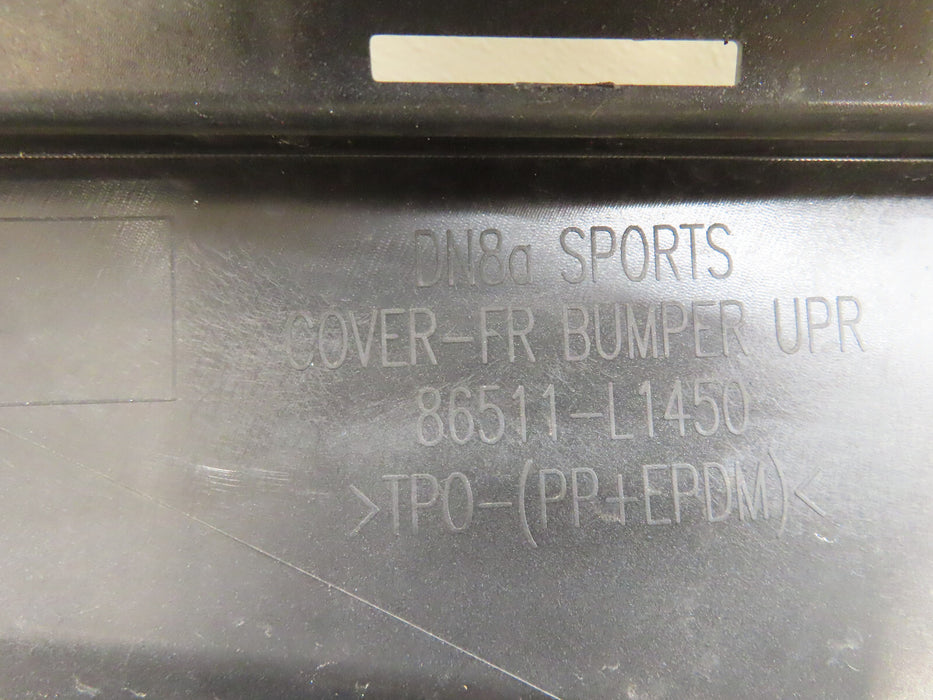 DN8a SPORTS
COVER-FR BUMPER UPR
86511-L1450
>TPO-(PP+EPDM)<